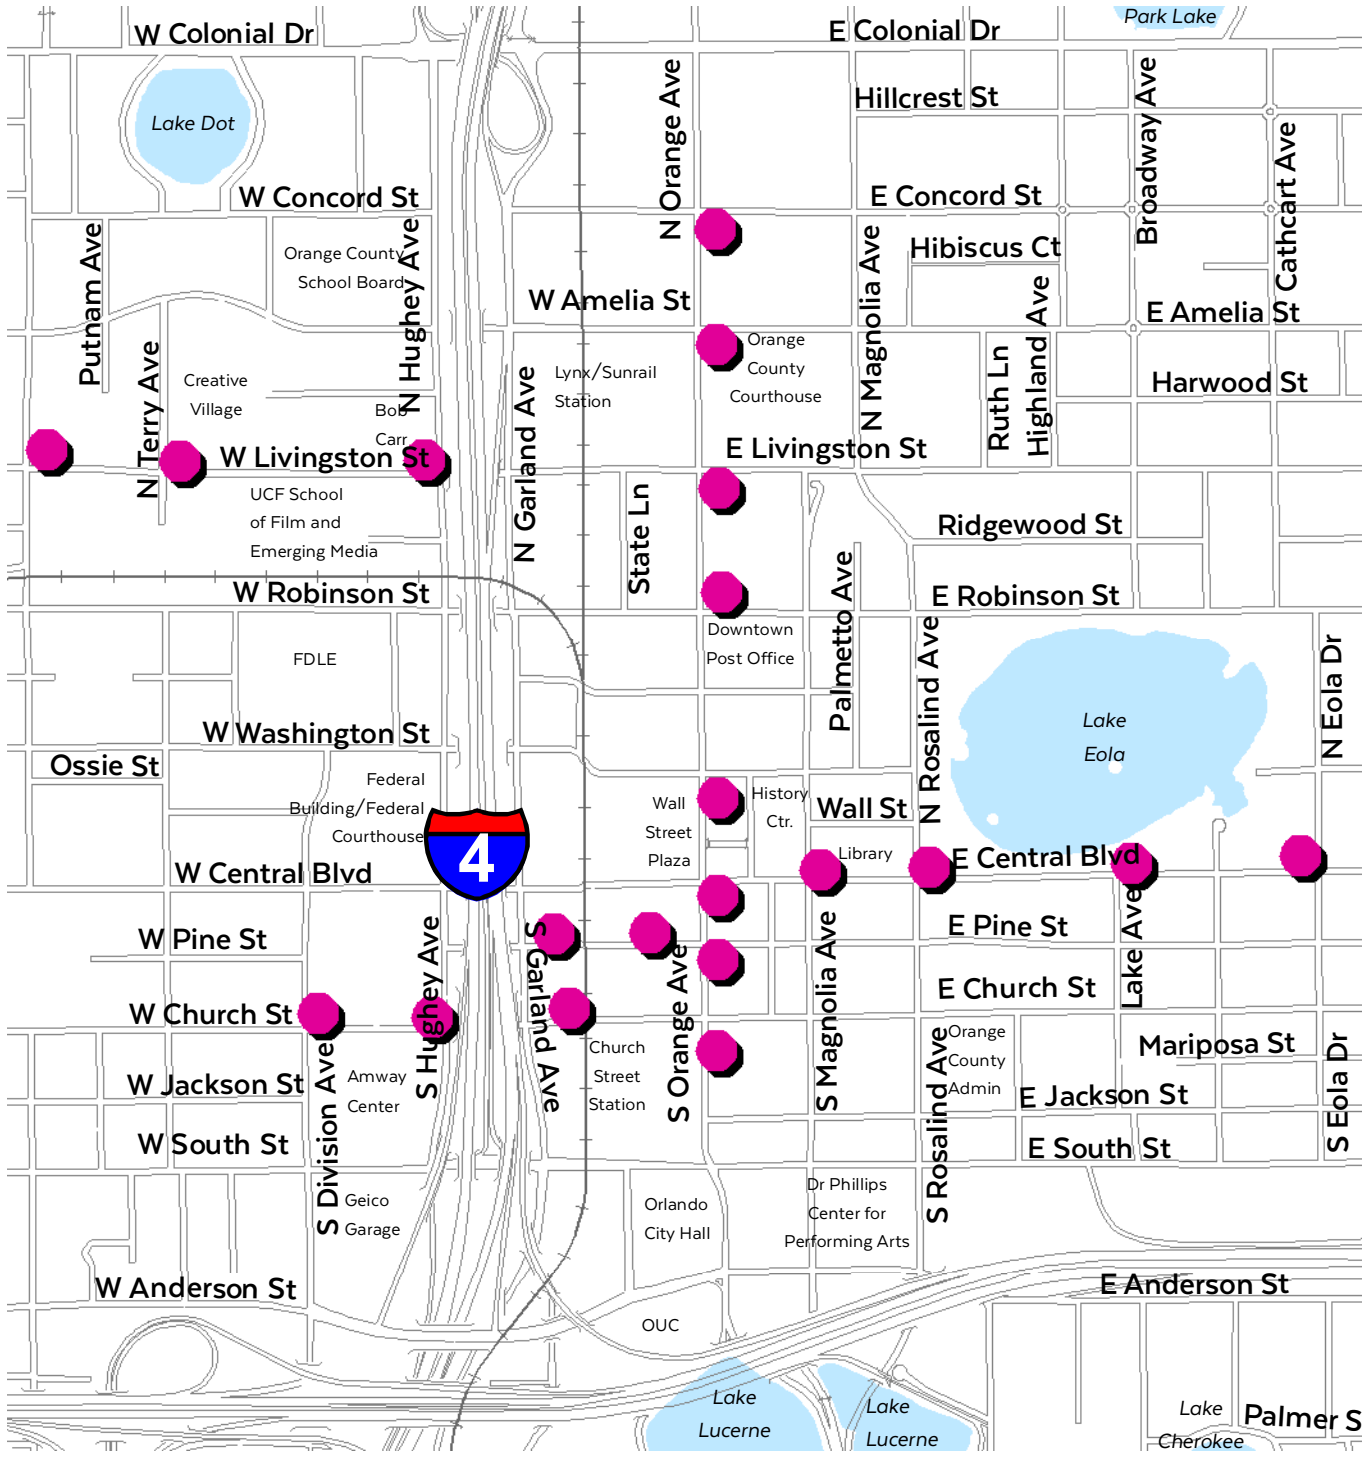 Park Lake
W Colonial Dr
E Colonial Dr
N Orange Ave
Hillcrest St
Broadway Ave
Lake Dot
Cathcart Ave
W Concord St
E Concord St
Putnam Ave
N Hughey Ave
Orange County
School Board
N Magnolia Ave
Hibiscus Ct
W Amelia St
Highland Ave
E Amelia St
N Terry Ave
Orange
County
Courthouse
Ruth Ln
Creative
Village
Lynx/Sunrail
Station
N Garland Ave
Harwood St
Bob
Carr
W Livingston St
E Livingston St
UCF School
of Film and
Emerging Media
State Ln
Ridgewood St
Palmetto Ave
W Robinson St
E Robinson St
Downtown
Post Office
N Rosalind Ave
N Eola Dr
FDLE
Lake
Eola
W Washington St
Ossie St
Federal
Building/Federal
Courthouse
4
Wall
Street
Plaza
History
Ctr.
Wall St
Library
E Central Blvd
W Central Blvd
W Pine St
S Hughey Ave
S Garland Ave
S Orange Ave
S Magnolia Ave
E Pine St
Lake Ave
E Church St
W Church St
S Division Ave
Church
Street
Station
S Rosalind Ave
Orange
County
Admin
Mariposa St
S Eola Dr
W Jackson St
Amway
Center
E Jackson St
W South St
E South St
Geico
Garage
Orlando
City Hall
Dr Phillips
Center for
Performing Arts
W Anderson St
E Anderson St
OUC
Lake
Lucerne
Lake
Lucerne
Lake
Cherokee
Palmer S